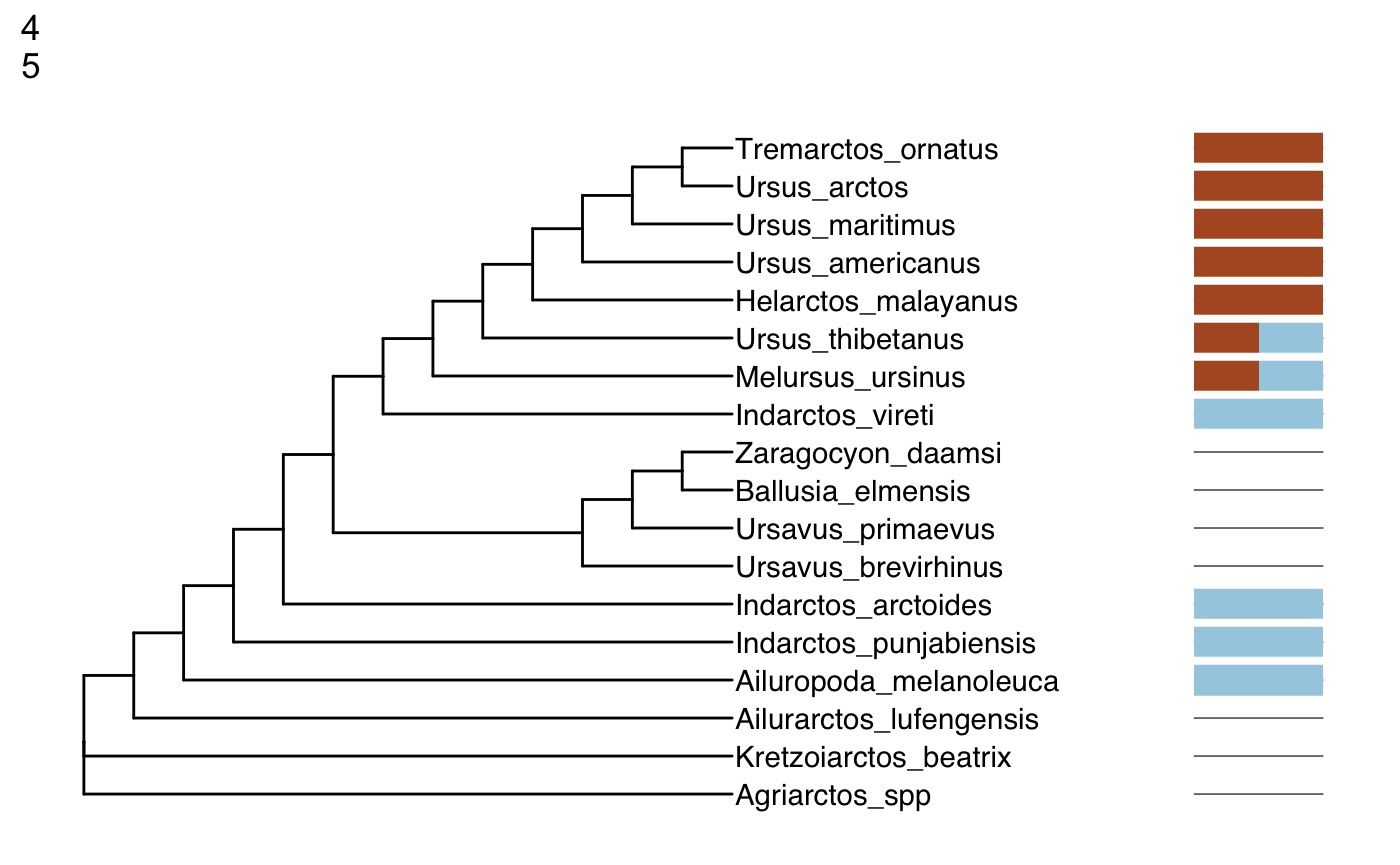 4
5
Tremarctos_ornatus
Ursus_arctos
Ursus_maritimus
Ursus_americanus
Helarctos_malayanus
Ursus_thibetanus
Melursus_ursinus
Indarctos_vireti
Zaragocyon_daamsi
Ballusia_elmensis
Ursavus_primaevus
Ursavus_brevirhinus
Indarctos_arctoides
Indarctos_punjabiensis
Ailuropoda_melanoleuca
Ailurarctos_lufengensis
Kretzoiarctos_beatrix
Agriarctos_spp